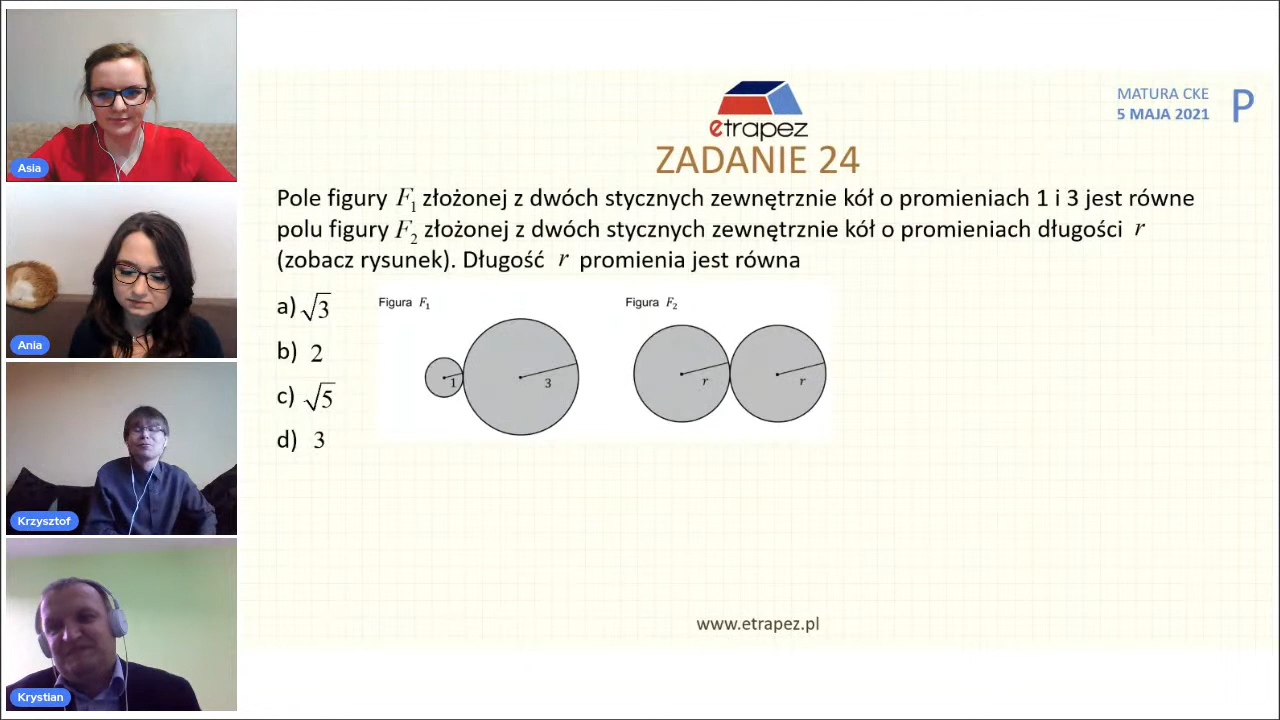 Asia
Ania
Krzysztof
Krystian
etrapez
MATURA CKE
5 MAJA 2021
P
ZADANIE 24
Pole figury F₁ złożonej z dwóch stycznych zewnętrznie kół o promieniach 1 i 3 jest równe
polu figury F₂ złożonej z dwóch stycznych zewnętrznie kół o promieniach długości r
(zobacz rysunek). Długość r promienia jest równa
a) √3
b) 2
c) √5
d) 3
Figura F₁
1
3
Figura F₂
r
r
www.etrapez.pl